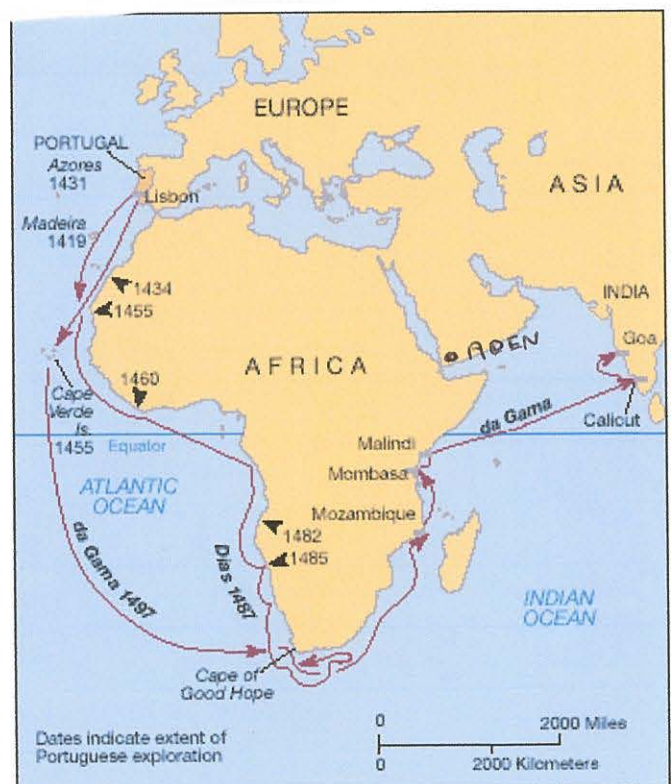 EUROPE
PORTUGAL
Azores
1431
Lisbon
ASIA
Madeira
1419
1434
1455
INDIA
Goa
ADEN
AFRICA
1460
Cape
Verde
Is.
1455
Equator
da Gama
Calicut
Malindi
Mombasa
ATLANTIC
OCEAN
Mozambique
1482
1485
da Gama 1497
Dias 1487
INDIAN
OCEAN
Cape of
Good Hope
Dates indicate extent of
Portuguese exploration
0 2000 Miles
0 2000 Kilometers